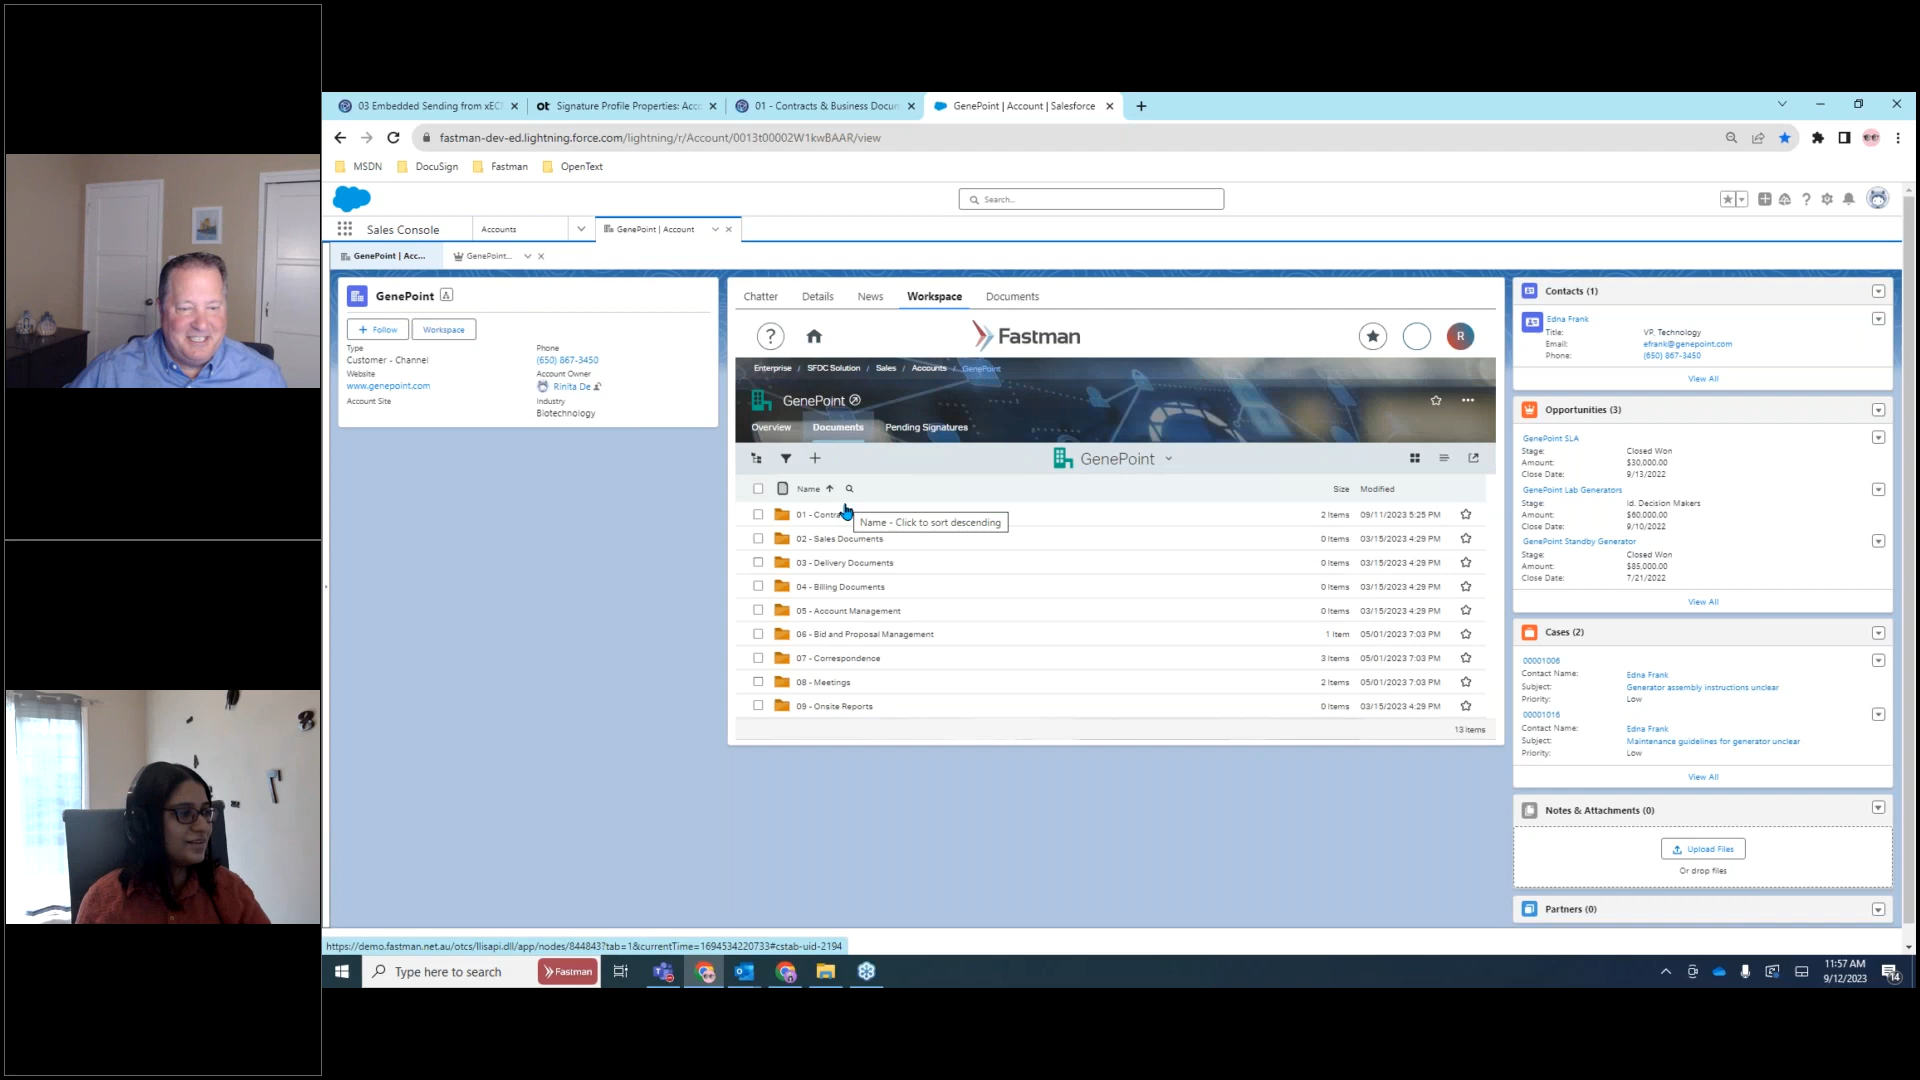 03 Embedded Sending from xEC
Signature Profile Properties: Acco
01 - Contracts & Business Docun
GenePoint | Account | Salesforce
fastman-dev-ed.lightning.force.com/lightning/r/Account/0013t00002W1kwBAAR/view
MSDN
DocuSign
Fastman
OpenText
Search...
Sales Console
Accounts
GenePoint | Account
GenePoint | Acc...
GenePoint...
GenePoint
+ Follow
Workspace
Type
Customer - Channel
Website
www.genepoint.com
Account Site
Phone
(650) 867-3450
Account Owner
Rinita De
Industry
Biotechnology
Chatter
Details
News
Workspace
Documents
?
Fastman
R
Enterprise / SFDC Solution / Sales / Accounts / GenePoint
GenePoint
Overview
Documents
Pending Signatures
GenePoint
Name
Size
Modified
01 - Contra
2 Items
09/11/2023 5:25 PM
Name - Click to sort descending
02 - Sales Documents
0 Items
03/15/2023 4:29 PM
03 - Delivery Documents
0 Items
03/15/2023 4:29 PM
04 - Billing Documents
0 Items
03/15/2023 4:29 PM
05 - Account Management
0 Items
03/15/2023 4:29 PM
06 - Bid and Proposal Management
1 Item
05/01/2023 7:03 PM
07 - Correspondence
3 Items
05/01/2023 7:03 PM
08 - Meetings
2 Items
05/01/2023 7:03 PM
09 - Onsite Reports
0 Items
03/15/2023 4:29 PM
13 items
Contacts (1)
Edna Frank
Title: VP, Technology
Email: efrank@genepoint.com
Phone: (650) 867-3450
View All
Opportunities (3)
GenePoint SLA
Stage: Closed Won
Amount: $30,000.00
Close Date: 9/13/2022
GenePoint Lab Generators
Stage: Id. Decision Makers
Amount: $60,000.00
Close Date: 9/10/2022
GenePoint Standby Generator
Stage: Closed Won
Amount: $85,000.00
Close Date: 7/21/2022
View All
Cases (2)
00001006
Contact Name: Edna Frank
Subject: Generator assembly instructions unclear
Priority: Low
00001016
Contact Name: Edna Frank
Subject: Maintenance guidelines for generator unclear
Priority: Low
View All
Notes & Attachments (0)
Upload Files
Or drop files
Partners (0)
https://demo.fastman.net.au/otcs/llisapi.dll/app/nodes/844843?tab=1&currentTime=1694534220733#cstab-uid-2194
Type here to search
Fastman
11:57 AM
9/12/2023
14